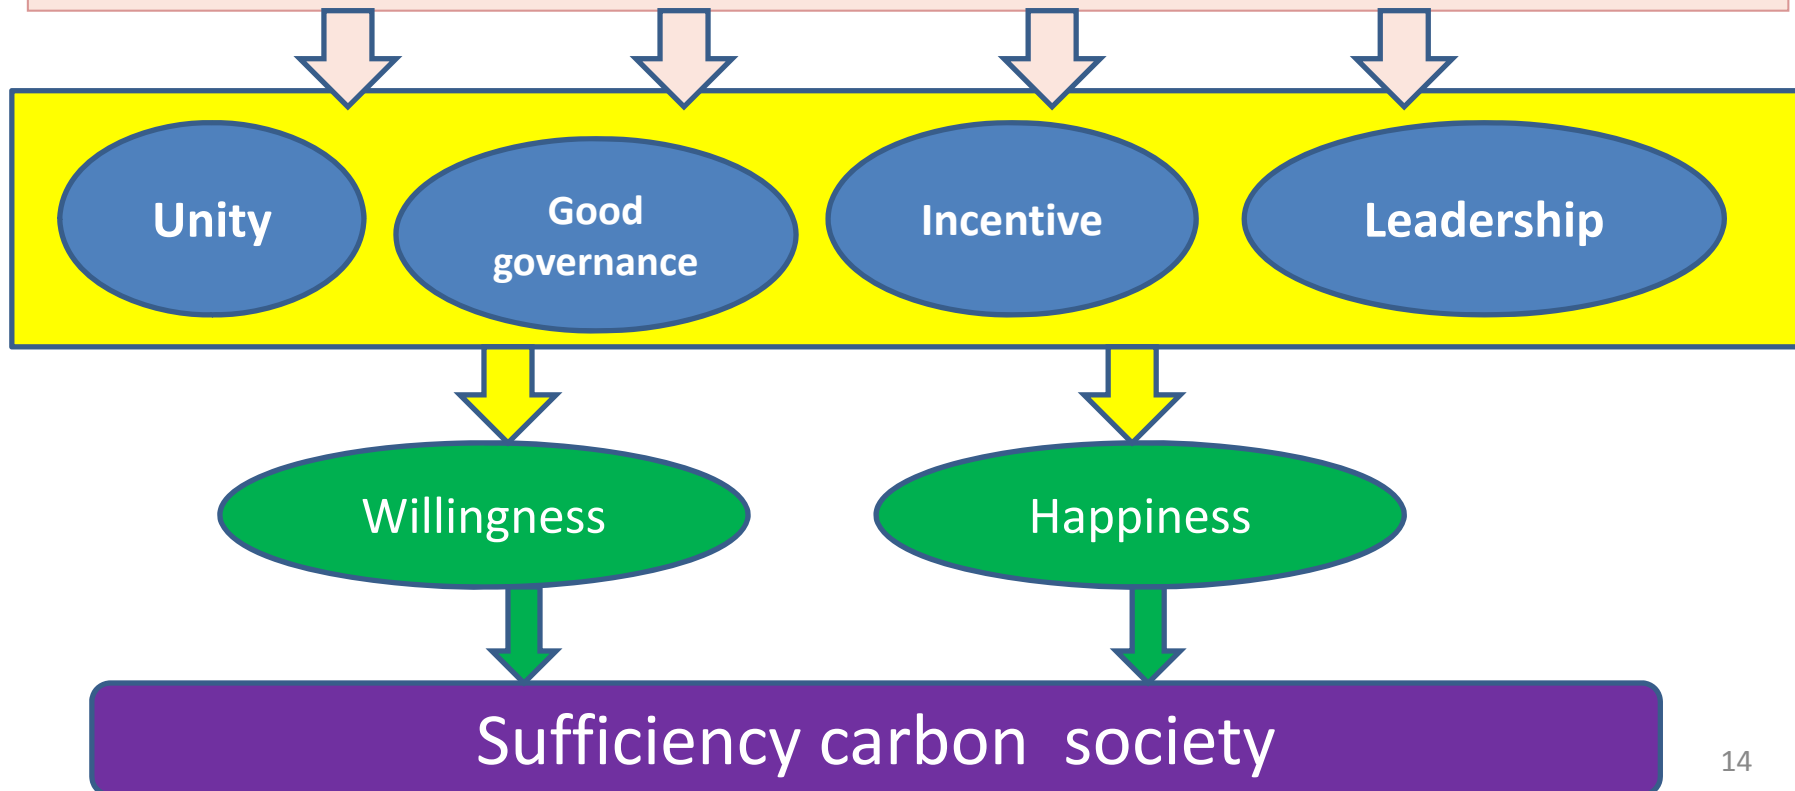 Unity
Good
governance
Incentive
Leadership
Willingness
Happiness
Sufficiency carbon  society
14